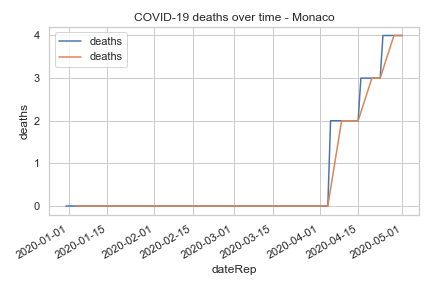 COVID-19 deaths over time - Monaco
deaths
deaths
4
3
2
1
0
deaths
2020-01-01
2020-01-15
2020-02-01
2020-02-15
2020-03-01
2020-03-15
2020-04-01
2020-04-15
2020-05-01
dateRep